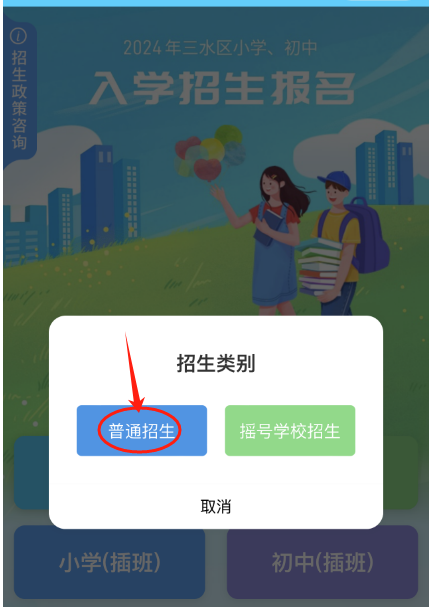 招生政策咨询
2024年三水区小学、初中
入学招生报名
招生类别
普通招生
摇号学校招生
取消
小学(插班)
初中(插班)